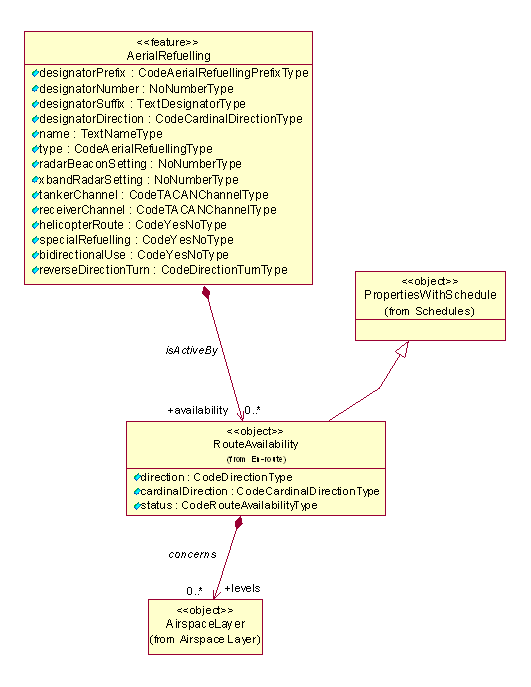 <<feature>>
AerialRefuelling
designatorPrefix : CodeAerialRefuellingPrefixType
designatorNumber : NoNumberType
designatorSuffix : TextDesignatorType
designatorDirection : CodeCardinalDirectionType
name : TextNameType
type : CodeAerialRefuellingType
radarBeaconSetting : NoNumberType
xbandRadarSetting : NoNumberType
tankerChannel : CodeTACANChannelType
receiverChannel : CodeTACANChannelType
helicopterRoute : CodeYesNoType
specialRefuelling : CodeYesNoType
bidirectionalUse : CodeYesNoType
reverseDirectionTurn : CodeDirectionTurnType
<<object>>
PropertiesWithSchedule
(from Schedules)
isActiveBy
+availability 0..*
<<object>>
RouteAvailability
(from En-route)
direction : CodeDirectionType
cardinalDirection : CodeCardinalDirectionType
status : CodeRouteAvailabilityType
concerns
0..* +levels
<<object>>
AirspaceLayer
(from Airspace Layer)